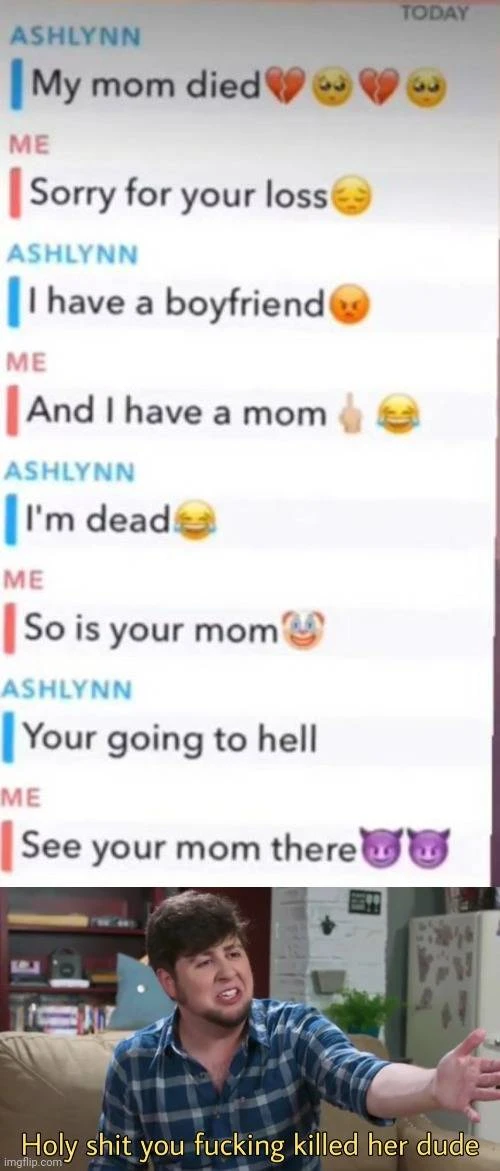 TODAY
ASHLYNN
My mom died💔🥺💔🥺
ME
Sorry for your loss😔
ASHLYNN
I have a boyfriend😡
ME
And I have a mom🖕🏼😂
ASHLYNN
I'm dead😂
ME
So is your mom🤡
ASHLYNN
Your going to hell
ME
See your mom there😈😈
Holy shit you fucking killed her dude
imgflip.com